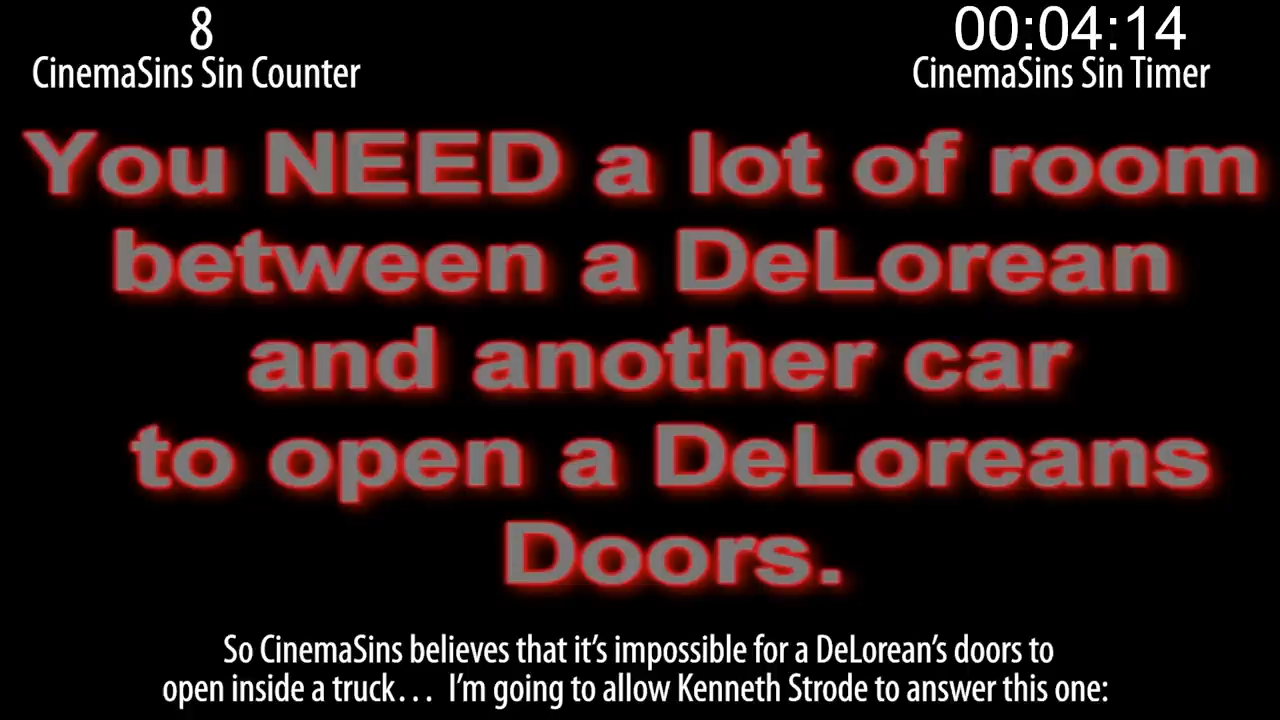 8
CinemaSins Sin Counter
00:04:14
CinemaSins Sin Timer
You NEED a lot of room
between a DeLorean
and another car
to open a DeLoreans
Doors.
So CinemaSins believes that it’s impossible for a DeLorean’s doors to
open inside a truck… I’m going to allow Kenneth Strode to answer this one: